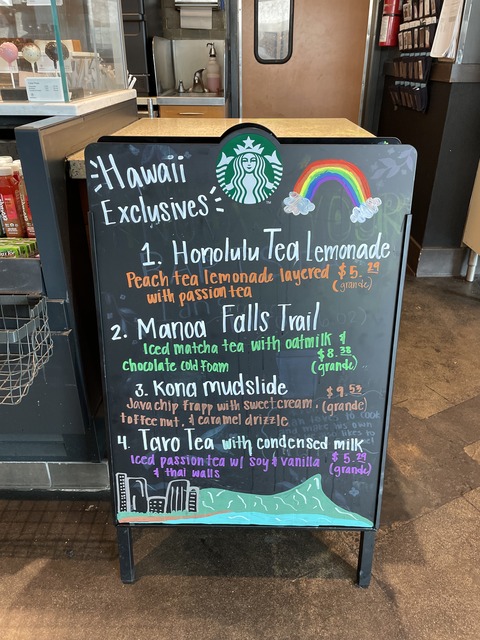 Hawaii
Exclusives
1. Honolulu Tea Lemonade
Peach tea lemonade layered $5.29
with passion tea (grande)
2. Manoa Falls Trail
Iced matcha tea with oatmilk &
chocolate cold foam $8.38
(grande)
3. Kona mudslide $9.53
Java chip frapp with sweet cream, (grande)
toffee nut, & caramel drizzle
4. Taro Tea with condensed milk
Iced passion tea w/ soy & vanilla $5.29
& thai walls (grande)